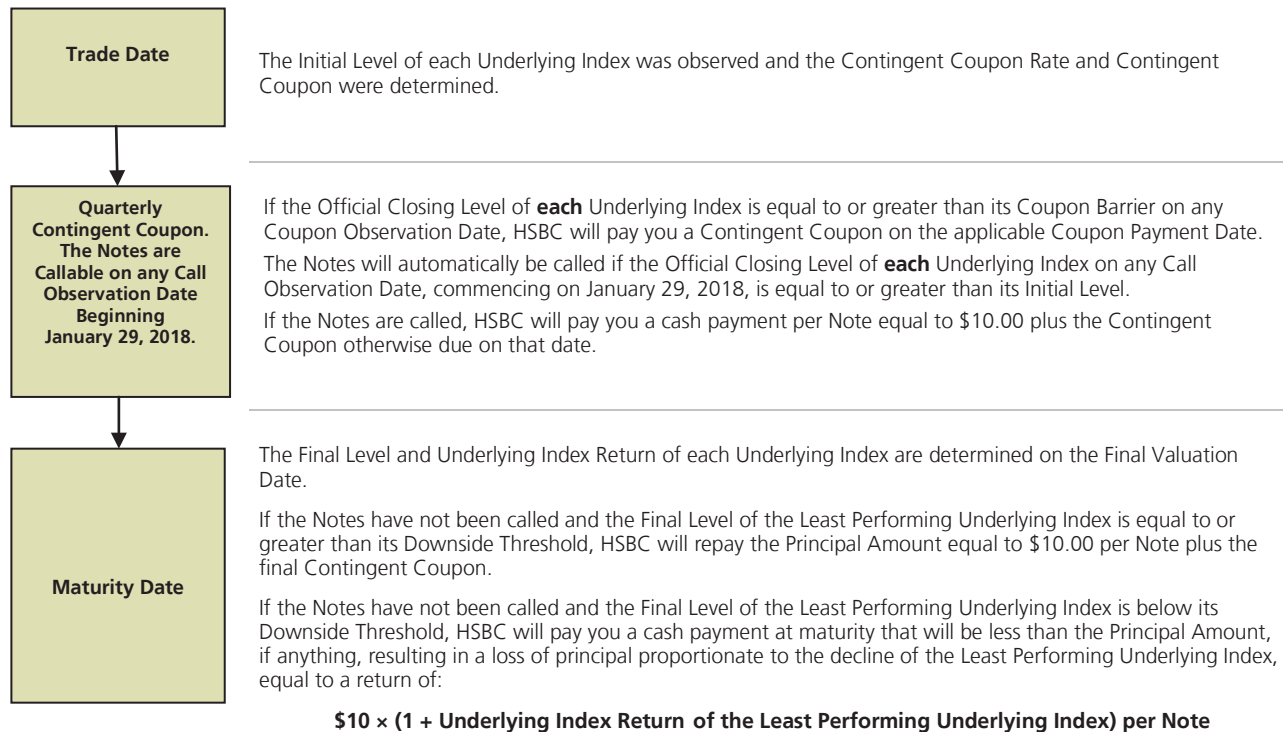 Trade Date
The Initial Level of each Underlying Index was observed and the Contingent Coupon Rate and Contingent
Coupon were determined.
Quarterly
Contingent Coupon.
The Notes are
Callable on any Call
Observation Date
Beginning
January 29, 2018.
If the Official Closing Level of each Underlying Index is equal to or greater than its Coupon Barrier on any
Coupon Observation Date, HSBC will pay you a Contingent Coupon on the applicable Coupon Payment Date.
The Notes will automatically be called if the Official Closing Level of each Underlying Index on any Call
Observation Date, commencing on January 29, 2018, is equal to or greater than its Initial Level.
If the Notes are called, HSBC will pay you a cash payment per Note equal to $10.00 plus the Contingent
Coupon otherwise due on that date.
Maturity Date
The Final Level and Underlying Index Return of each Underlying Index are determined on the Final Valuation
Date.
If the Notes have not been called and the Final Level of the Least Performing Underlying Index is equal to or
greater than its Downside Threshold, HSBC will repay the Principal Amount equal to $10.00 per Note plus the
final Contingent Coupon.
If the Notes have not been called and the Final Level of the Least Performing Underlying Index is below its
Downside Threshold, HSBC will pay you a cash payment at maturity that will be less than the Principal Amount,
if anything, resulting in a loss of principal proportionate to the decline of the Least Performing Underlying Index,
equal to a return of:
$10 × (1 + Underlying Index Return of the Least Performing Underlying Index) per Note